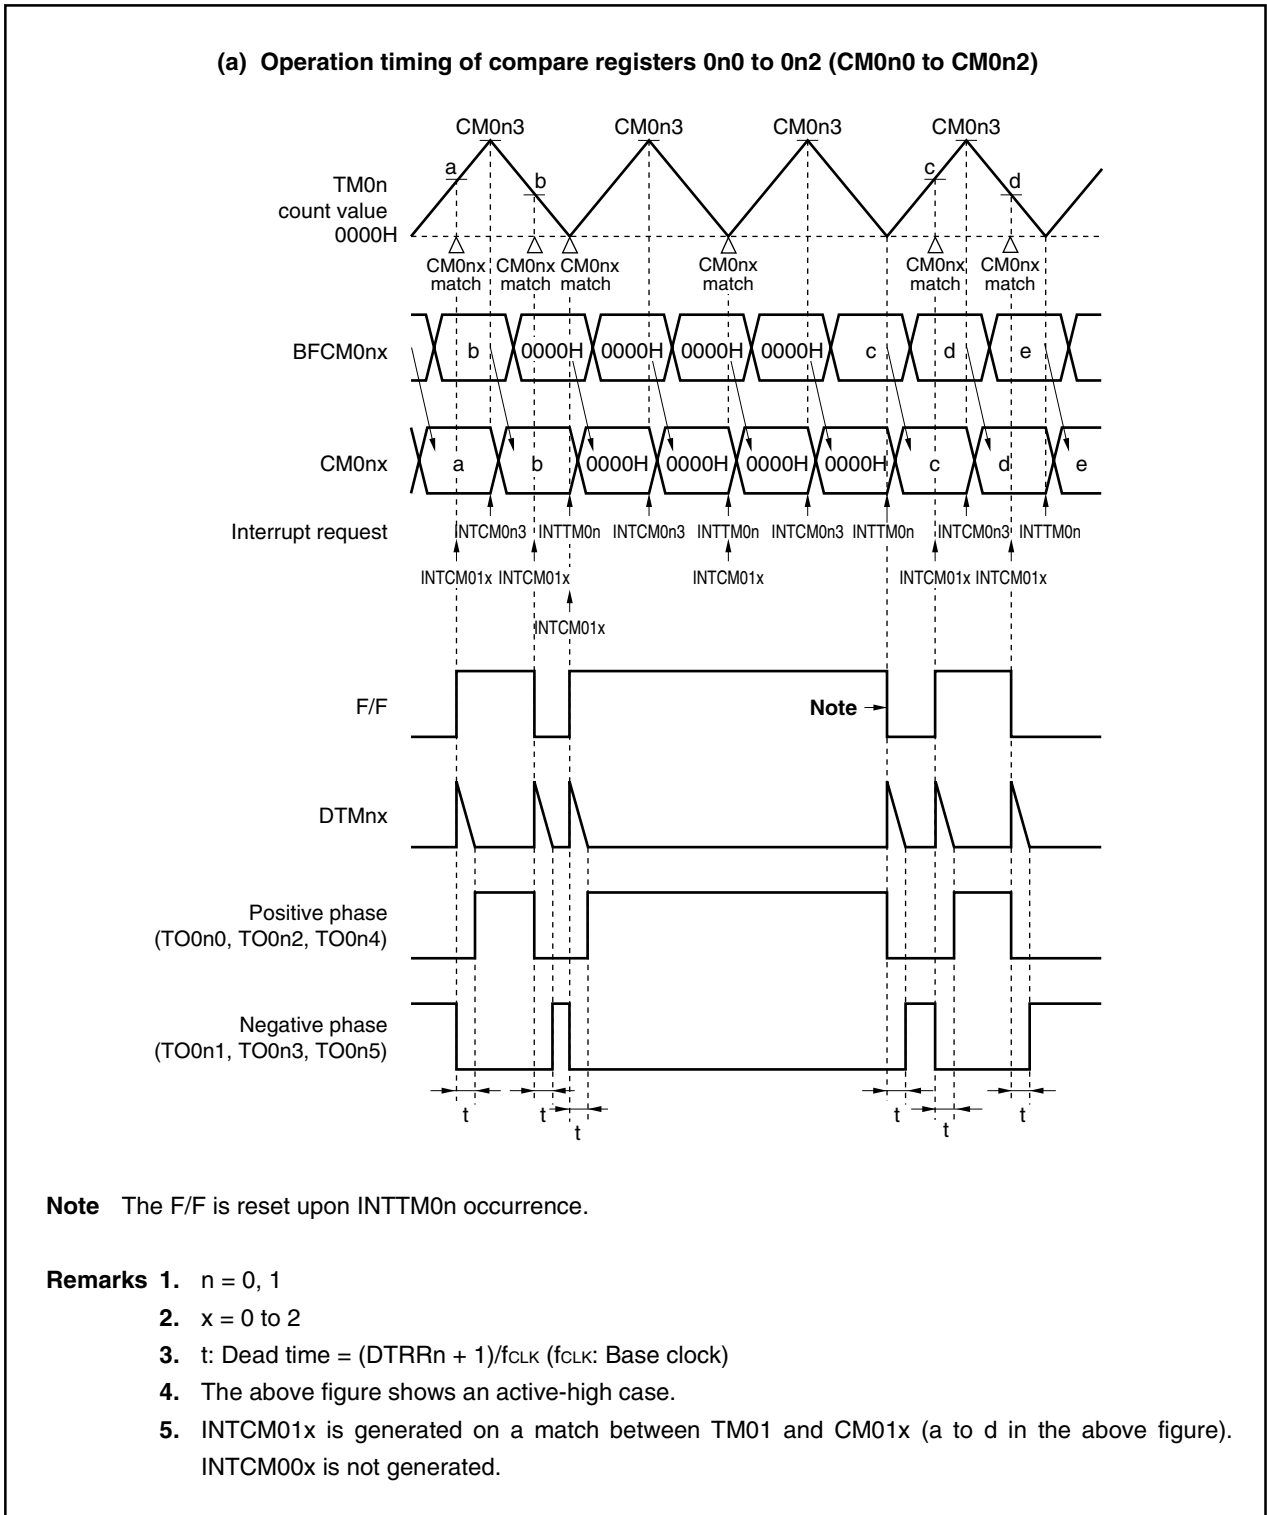 (a) Operation timing of compare registers 0n0 to 0n2 (CM0n0 to CM0n2)
CM0n3 CM0n3 CM0n3 CM0n3
a b c d
TM0n
count value
0000H
CM0nx CM0nx CM0nx CM0nx CM0nx CM0nx
match match match match match match
BFCM0nx b 0000H 0000H 0000H 0000H c d e
CM0nx a b 0000H 0000H 0000H 0000H c d e
Interrupt request INTCM0n3 INTTM0n INTCM0n3 INTTM0n INTCM0n3 INTTM0n INTCM0n3 INTTM0n
INTCM01x INTCM01x INTCM01x INTCM01x INTCM01x
INTCM01x
F/F Note
DTMnx
Positive phase
(TO0n0, TO0n2, TO0n4)
Negative phase
(TO0n1, TO0n3, TO0n5)
t t t t t t
Note The F/F is reset upon INTTM0n occurrence.
Remarks 1. n = 0, 1
2. x = 0 to 2
3. t: Dead time = (DTRRn + 1)/fCLK (fCLK: Base clock)
4. The above figure shows an active-high case.
5. INTCM01x is generated on a match between TM01 and CM01x (a to d in the above figure).
INTCM00x is not generated.